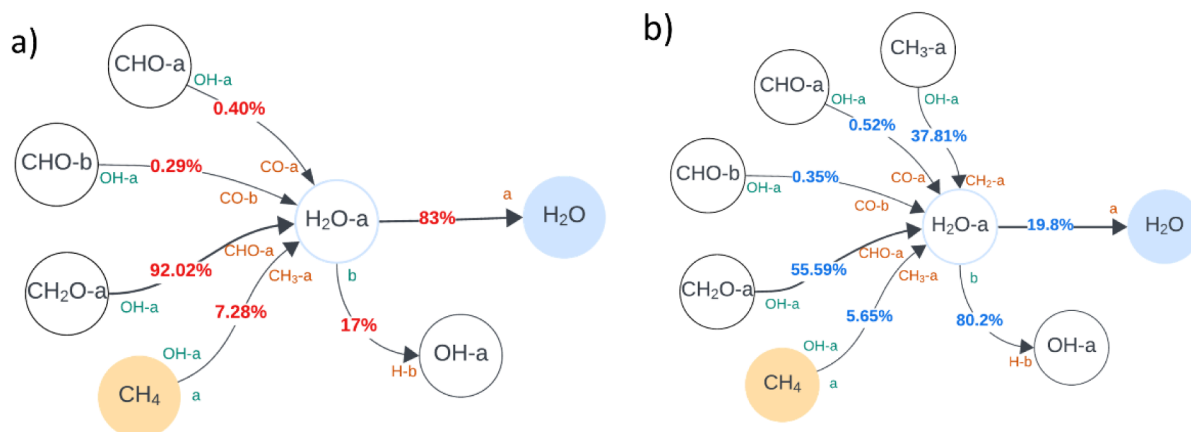 a)
CHO-a
OH-a
0.40%
CO-a
CHO-b
OH-a
0.29%
CO-b
H₂O-a
a
83%
H₂O
CH₂O-a
OH-a
92.02%
CHO-a
CH₃-a
7.28%
OH-a
CH₄
a
b
17%
H-b
OH-a
b)
CH₃-a
OH-a
37.81%
CH₂-a
CHO-a
OH-a
0.52%
CO-a
CHO-b
OH-a
0.35%
CO-b
H₂O-a
a
19.8%
H₂O
CH₂O-a
OH-a
55.59%
CHO-a
CH₃-a
5.65%
OH-a
CH₄
a
b
80.2%
H-b
OH-a